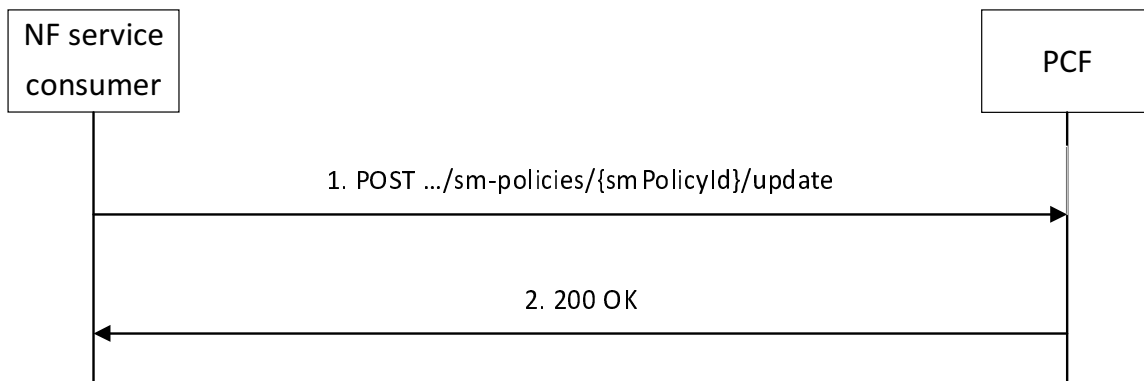 NF service
consumer
PCF
1. POST .../sm-policies/{smPolicyId}/update
2. 200 OK